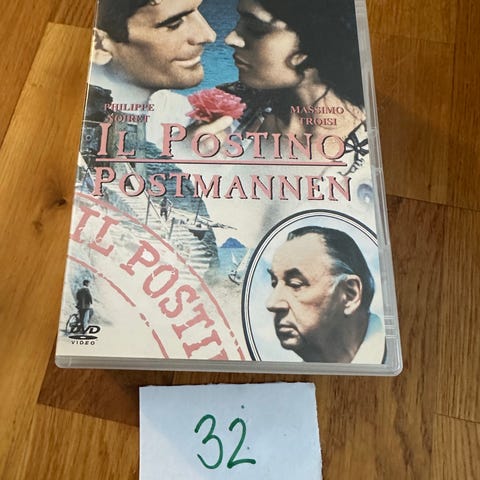 PHILIPPE
NOIRET
MASSIMO
TROISI
IL POSTINO
POSTMANNEN
IL POSTI
DVD
VIDEO
32